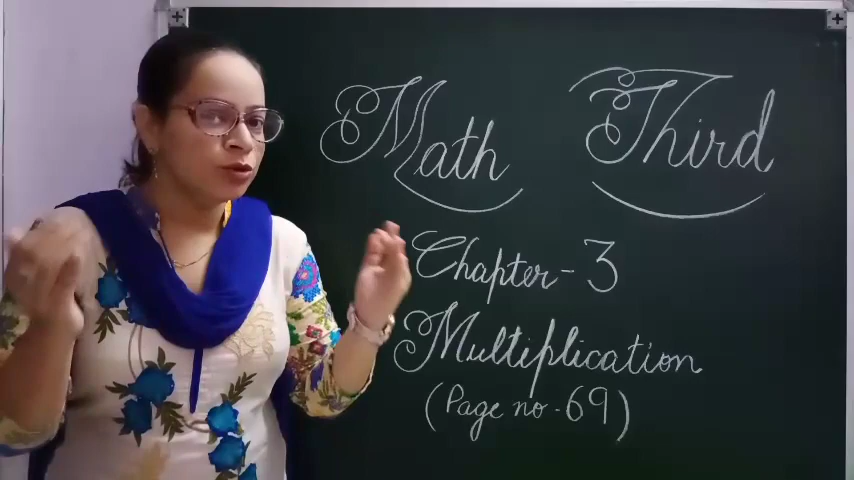 Math Third
Chapter - 3
Multiplication
(Page no - 69)